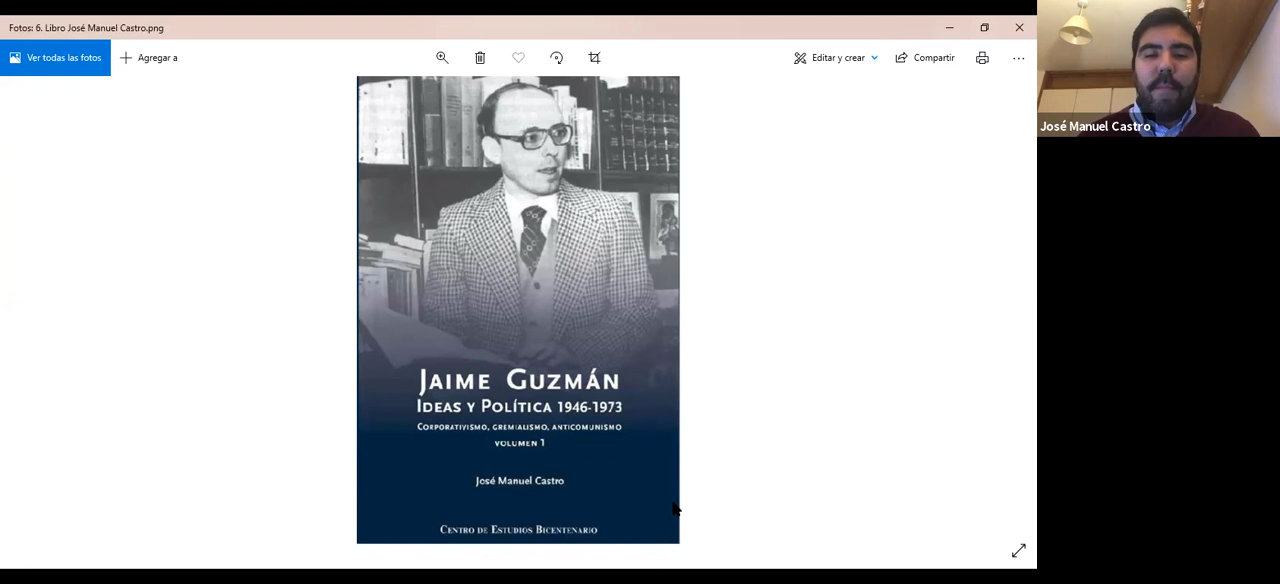 Fotos: 6. Libro José Manuel Castro.png
Ver todas las fotos
Agregar a
Editar y crear
Compartir
José Manuel Castro
JAIME GUZMÁN
IDEAS Y POLÍTICA 1946-1973
CORPORATIVISMO, GREMIALISMO, ANTICOMUNISMO
VOLUMEN 1
José Manuel Castro
CENTRO DE ESTUDIOS BICENTENARIO